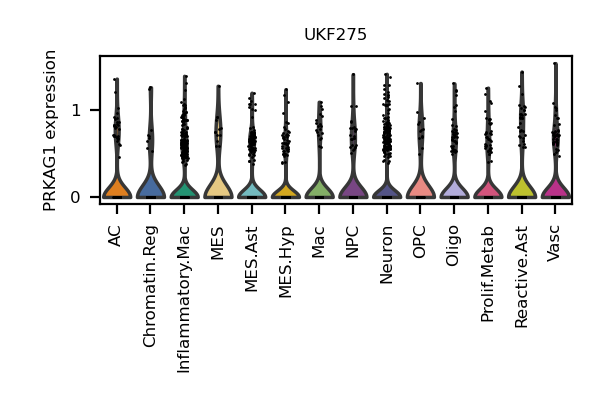 UKF275
PRKAG1 expression
1
0
AC
Chromatin.Reg
Inflammatory.Mac
MES
MES.Ast
MES.Hyp
Mac
NPC
Neuron
OPC
Oligo
Prolif.Metab
Reactive.Ast
Vasc